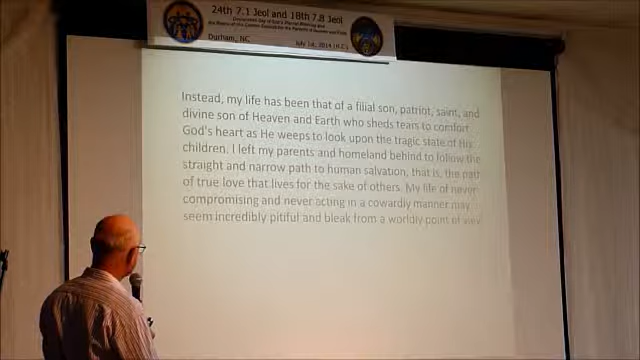 24th 7.1 Jeol and 18th 7.8 Jeol
Durham, NC
July 1st, 2014 (H.C.)
Instead, my life has been that of a filial son, patriot, saint, and
divine son of Heaven and Earth who sheds tears to comfort
God's heart as He weeps to look upon the tragic state of His
children. I left my parents and homeland behind to follow the
straight and narrow path to human salvation, that is, the path
of true love that lives for the sake of others. My life of never
compromising and never acting in a cowardly manner may
seem incredibly pitiful and bleak from a worldly point of view